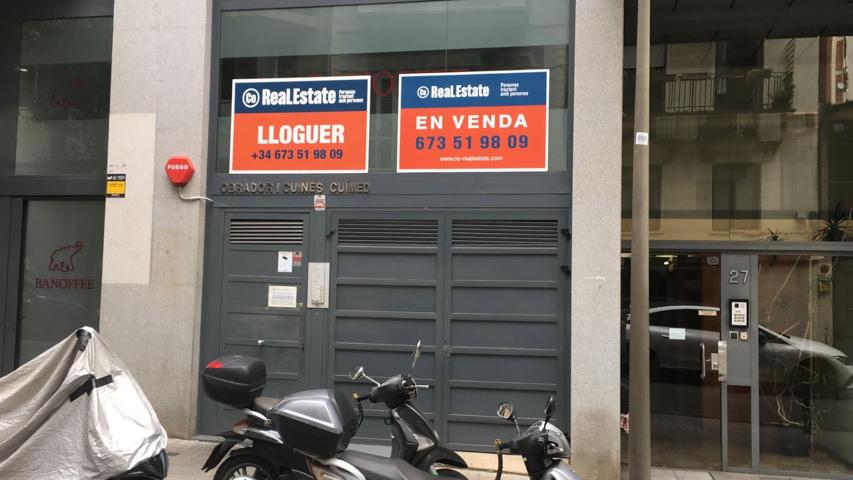 Co RealEstate
Persones
tractant
amb persones
LLOGUER
+34 673 51 98 09
Co RealEstate
Persones
tractant
amb persones
EN VENDA
673 51 98 09
www.co-realestate.com
FUEGO
OBRADOR I CUINES CUIMED
BANOFFEE
27